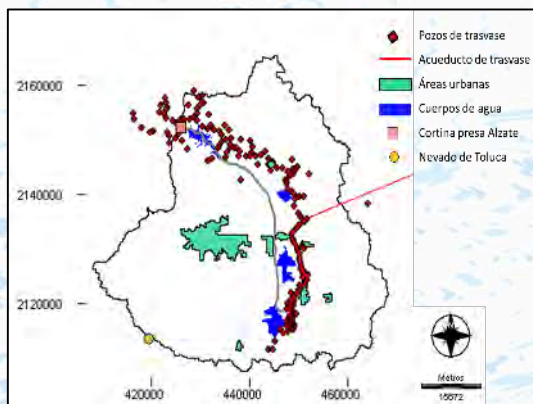 Pozos de trasvase
Acueducto de trasvase
Áreas urbanas
Cuerpos de agua
Cortina presa Alzate
Nevado de Toluca
2160000
2140000
2120000
420000
440000
460000
Metros
15672